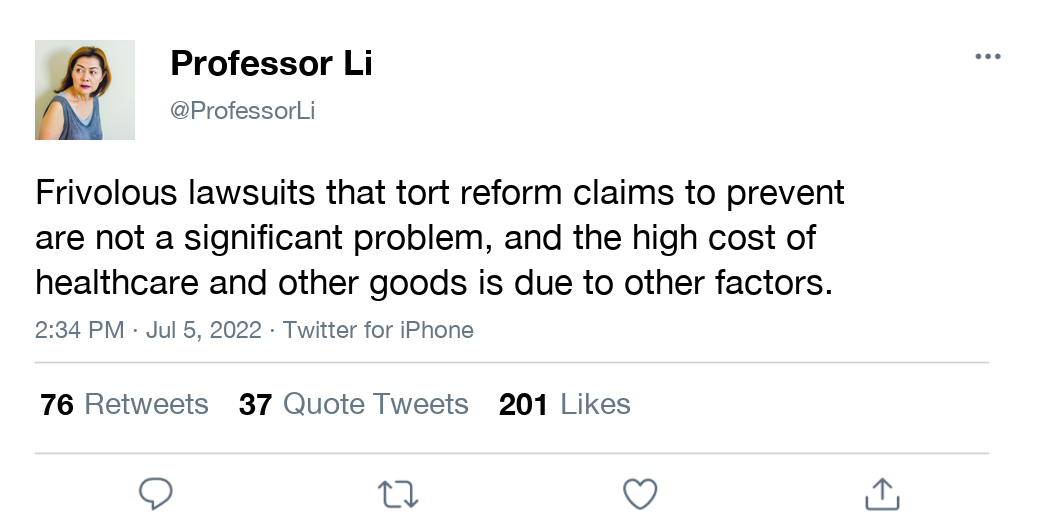 Professor Li
@ProfessorLi
Frivolous lawsuits that tort reform claims to prevent
are not a significant problem, and the high cost of
healthcare and other goods is due to other factors.
2:34 PM · Jul 5, 2022 · Twitter for iPhone
76 Retweets 37 Quote Tweets 201 Likes